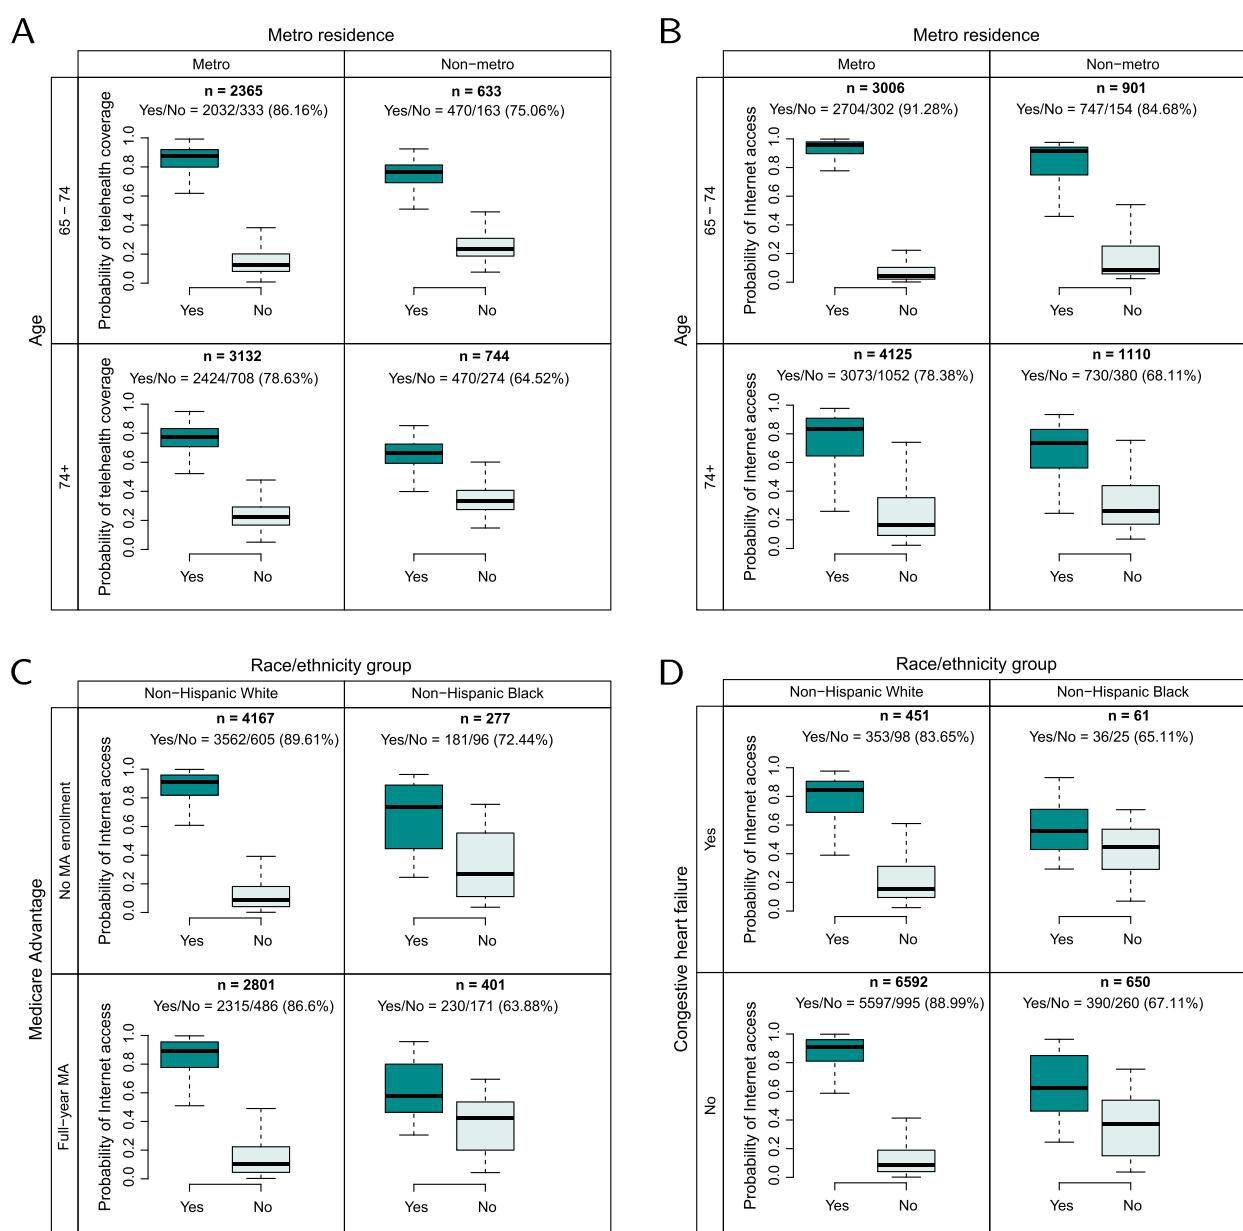 A
Metro residence
Metro
Non−metro
Age
65 − 74
n = 2365
Yes/No = 2032/333 (86.16%)
Probability of telehealth coverage
0.0 0.2 0.4 0.6 0.8 1.0
Yes No
n = 633
Yes/No = 470/163 (75.06%)
Yes No
74+
n = 3132
Yes/No = 2424/708 (78.63%)
Probability of telehealth coverage
0.0 0.2 0.4 0.6 0.8 1.0
Yes No
n = 744
Yes/No = 470/274 (64.52%)
Yes No
B
Metro residence
Metro
Non−metro
Age
65 − 74
n = 3006
Yes/No = 2704/302 (91.28%)
Probability of Internet access
0.0 0.2 0.4 0.6 0.8 1.0
Yes No
n = 901
Yes/No = 747/154 (84.68%)
Yes No
74+
n = 4125
Yes/No = 3073/1052 (78.38%)
Probability of Internet access
0.0 0.2 0.4 0.6 0.8 1.0
Yes No
n = 1110
Yes/No = 730/380 (68.11%)
Yes No
C
Race/ethnicity group
Non−Hispanic White
Non−Hispanic Black
Medicare Advantage
No MA enrollment
n = 4167
Yes/No = 3562/605 (89.61%)
Probability of Internet access
0.0 0.2 0.4 0.6 0.8 1.0
Yes No
n = 277
Yes/No = 181/96 (72.44%)
Yes No
Full−year MA
n = 2801
Yes/No = 2315/486 (86.6%)
Probability of Internet access
0.0 0.2 0.4 0.6 0.8 1.0
Yes No
n = 401
Yes/No = 230/171 (63.88%)
Yes No
D
Race/ethnicity group
Non−Hispanic White
Non−Hispanic Black
Congestive heart failure
Yes
n = 451
Yes/No = 353/98 (83.65%)
Probability of Internet access
0.0 0.2 0.4 0.6 0.8 1.0
Yes No
n = 61
Yes/No = 36/25 (65.11%)
Yes No
No
n = 6592
Yes/No = 5597/995 (88.99%)
Probability of Internet access
0.0 0.2 0.4 0.6 0.8 1.0
Yes No
n = 650
Yes/No = 390/260 (67.11%)
Yes No